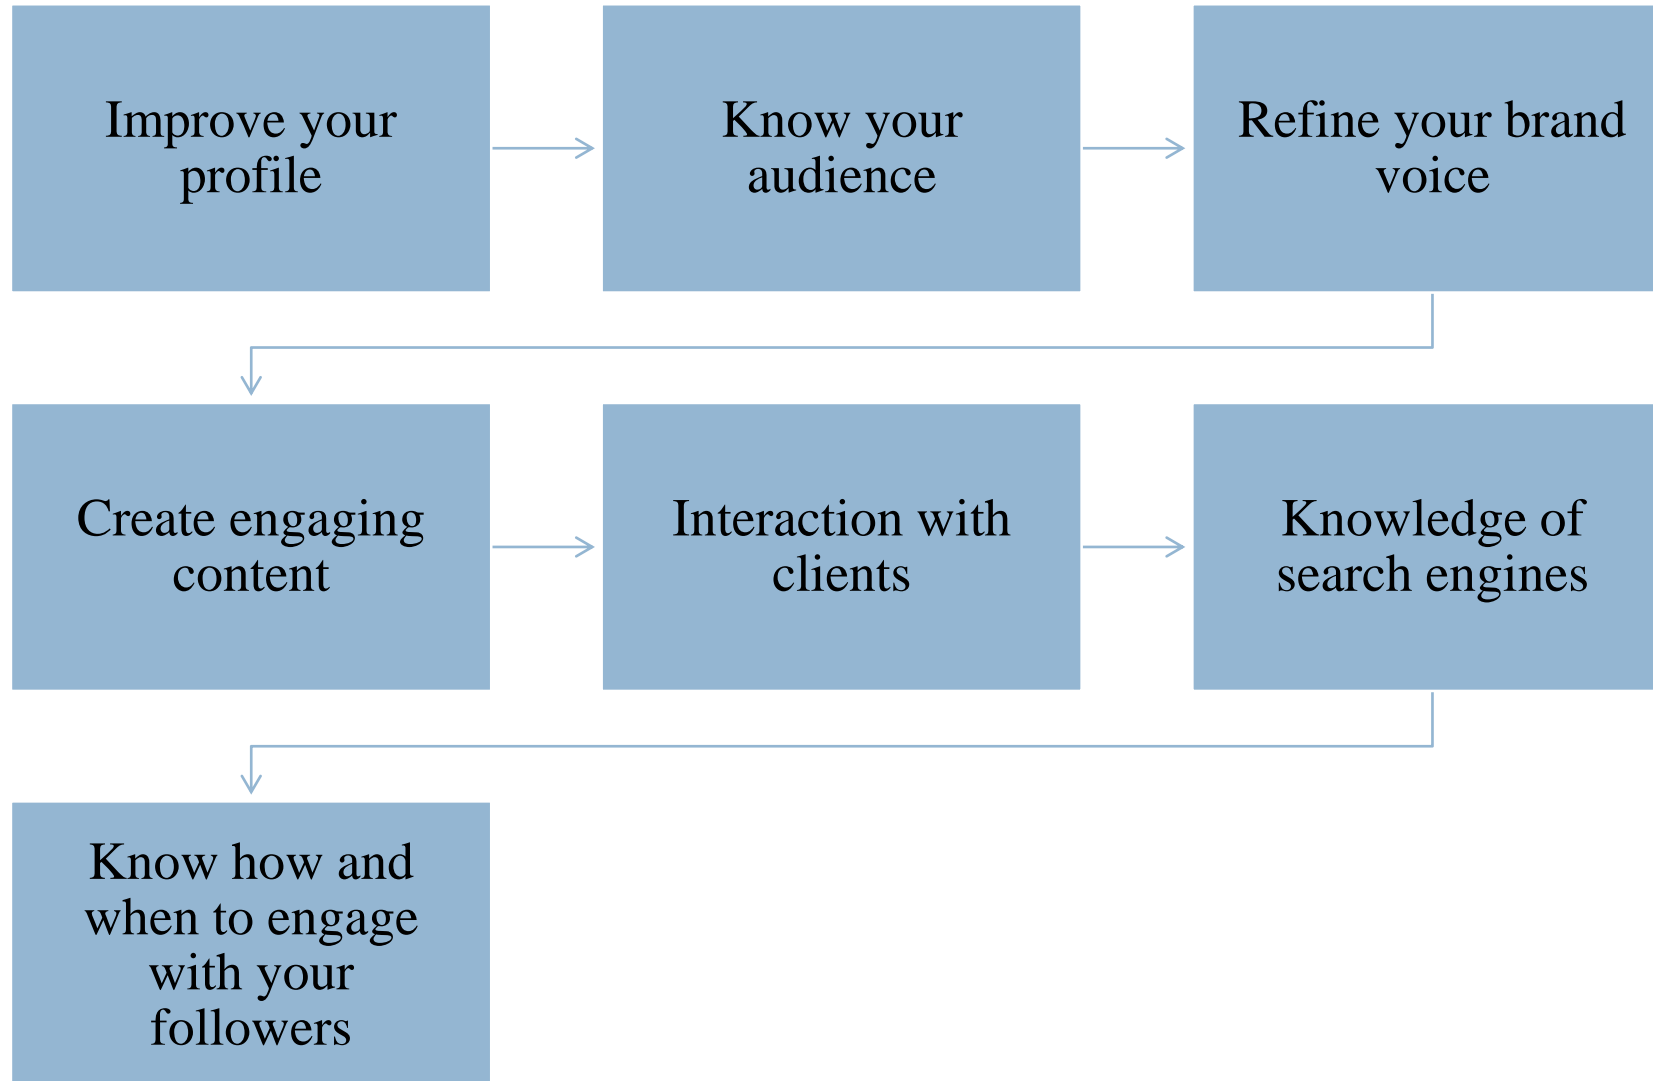 Improve your
profile
Know your
audience
Refine your brand
voice
Create engaging
content
Interaction with
clients
Knowledge of
search engines
Know how and
when to engage
with your
followers